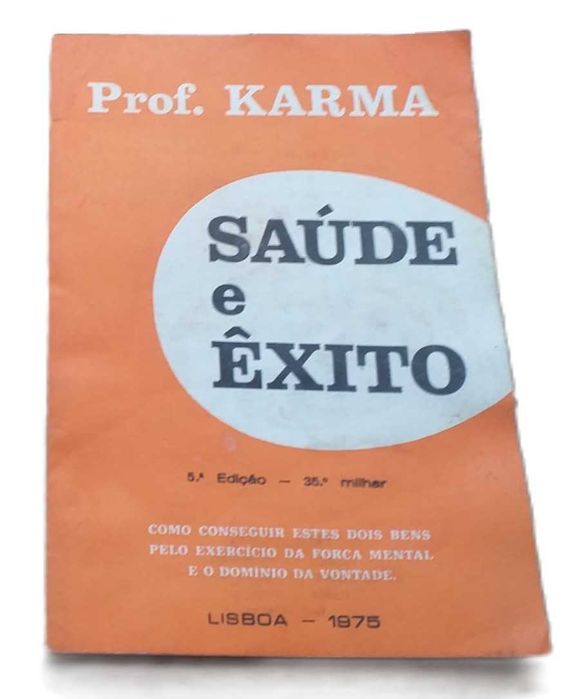 Prof. KARMA
SAÚDE
e
ÊXITO
5.ª Edição — 35.º milhar
COMO CONSEGUIR ESTES DOIS BENS
PELO EXERCÍCIO DA FORÇA MENTAL
E O DOMÍNIO DA VONTADE.
LISBOA — 1975